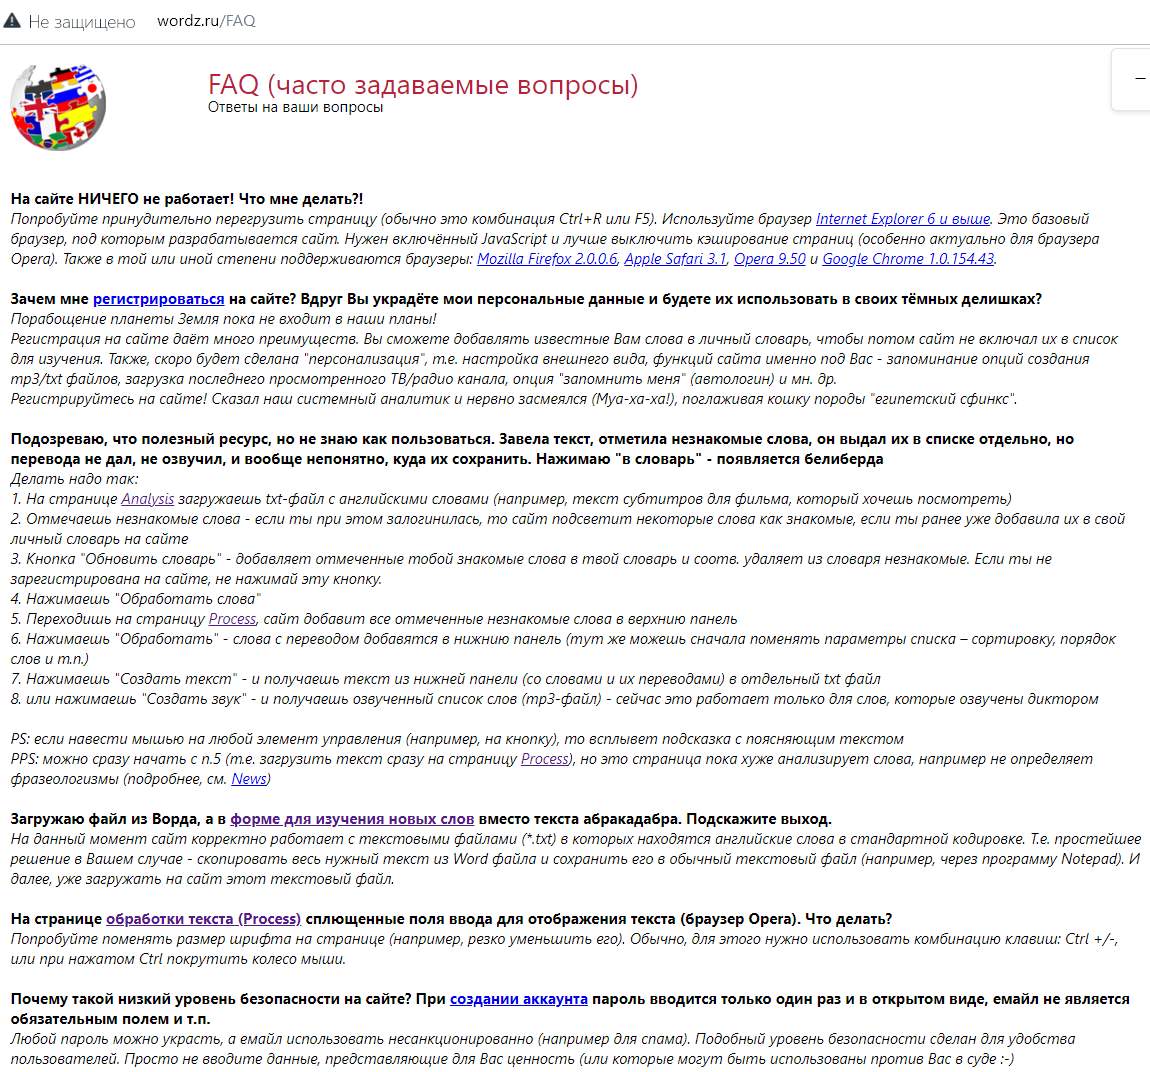 Не защищено wordz.ru/FAQ
FAQ (часто задаваемые вопросы)
Ответы на ваши вопросы
На сайте НИЧЕГО не работает! Что мне делать?!
Попробуйте принудительно перегрузить страницу (обычно это комбинация Ctrl+R или F5). Используйте браузер Internet Explorer 6 и выше. Это базовый
браузер, под которым разрабатывается сайт. Нужен включённый JavaScript и лучше выключить кэширование страниц (особенно актуально для браузера
Opera). Также в той или иной степени поддерживаются браузеры: Mozilla Firefox 2.0.0.6, Apple Safari 3.1, Opera 9.50 и Google Chrome 1.0.154.43.
Зачем мне регистрироваться на сайте? Вдруг Вы украдёте мои персональные данные и будете их использовать в своих тёмных делишках?
Порабощение планеты Земля пока не входит в наши планы!
Регистрация на сайте даёт много преимуществ. Вы сможете добавлять известные Вам слова в личный словарь, чтобы потом сайт не включал их в список
для изучения. Также, скоро будет сделана "персонализация", т.е. настройка внешнего вида, функций сайта именно под Вас - запоминание опций создания
mp3/txt файлов, загрузка последнего просмотренного ТВ/радио канала, опция "запомнить меня" (автологин) и мн. др.
Регистрируйтесь на сайте! Сказал наш системный аналитик и нервно засмеялся (Муа-ха-ха!), поглаживая кошку породы "египетский сфинкс".
Подозреваю, что полезный ресурс, но не знаю как пользоваться. Завела текст, отметила незнакомые слова, он выдал их в списке отдельно, но
перевода не дал, не озвучил, и вообще непонятно, куда их сохранить. Нажимаю "в словарь" - появляется белиберда
Делать надо так:
1. На странице Analysis загружаешь txt-файл с английскими словами (например, текст субтитров для фильма, который хочешь посмотреть)
2. Отмечаешь незнакомые слова - если ты при этом залогинилась, то сайт подсветит некоторые слова как знакомые, если ты ранее уже добавила их в свой
личный словарь на сайте
3. Кнопка "Обновить словарь" - добавляет отмеченные тобой знакомые слова в твой словарь и соотв. удаляет из словаря незнакомые. Если ты не
зарегистрирована на сайте, не нажимай эту кнопку.
4. Нажимаешь "Обработать слова"
5. Переходишь на страницу Process, сайт добавит все отмеченные незнакомые слова в верхнию панель
6. Нажимаешь "Обработать" - слова с переводом добавятся в нижнию панель (тут же можешь сначала поменять параметры списка – сортировку, порядок
слов и т.п.)
7. Нажимаешь "Создать текст" - и получаешь текст из нижней панели (со словами и их переводами) в отдельный txt файл
8. или нажимаешь "Создать звук" - и получаешь озвученный список слов (mp3-файл) - сейчас это работает только для слов, которые озвучены диктором
PS: если навести мышью на любой элемент управления (например, на кнопку), то всплывет подсказка с поясняющим текстом
PPS: можно сразу начать с п.5 (т.е. загрузить текст сразу на страницу Process), но это страница пока хуже анализирует слова, например не определяет
фразеологизмы (подробнее, см. News)
Загружаю файл из Ворда, а в форме для изучения новых слов вместо текста абракадабра. Подскажите выход.
На данный момент сайт корректно работает с текстовыми файлами (*.txt) в которых находятся английские слова в стандартной кодировке. Т.е. простейшее
решение в Вашем случае - скопировать весь нужный текст из Word файла и сохранить его в обычный текстовый файл (например, через программу Notepad). И
далее, уже загружать на сайт этот текстовый файл.
На странице обработки текста (Process) сплющенные поля ввода для отображения текста (браузер Opera). Что делать?
Попробуйте поменять размер шрифта на странице (например, резко уменьшить его). Обычно, для этого нужно использовать комбинацию клавиш: Ctrl +/-,
или при нажатом Ctrl покрутить колесо мыши.
Почему такой низкий уровень безопасности на сайте? При создании аккаунта пароль вводится только один раз и в открытом виде, емайл не является
обязательным полем и т.п.
Любой пароль можно украсть, а емайл использовать несанкционированно (например для спама). Подобный уровень безопасности сделан для удобства
пользователей. Просто не вводите данные, представляющие для Вас ценность (или которые могут быть использованы против Вас в суде :-)